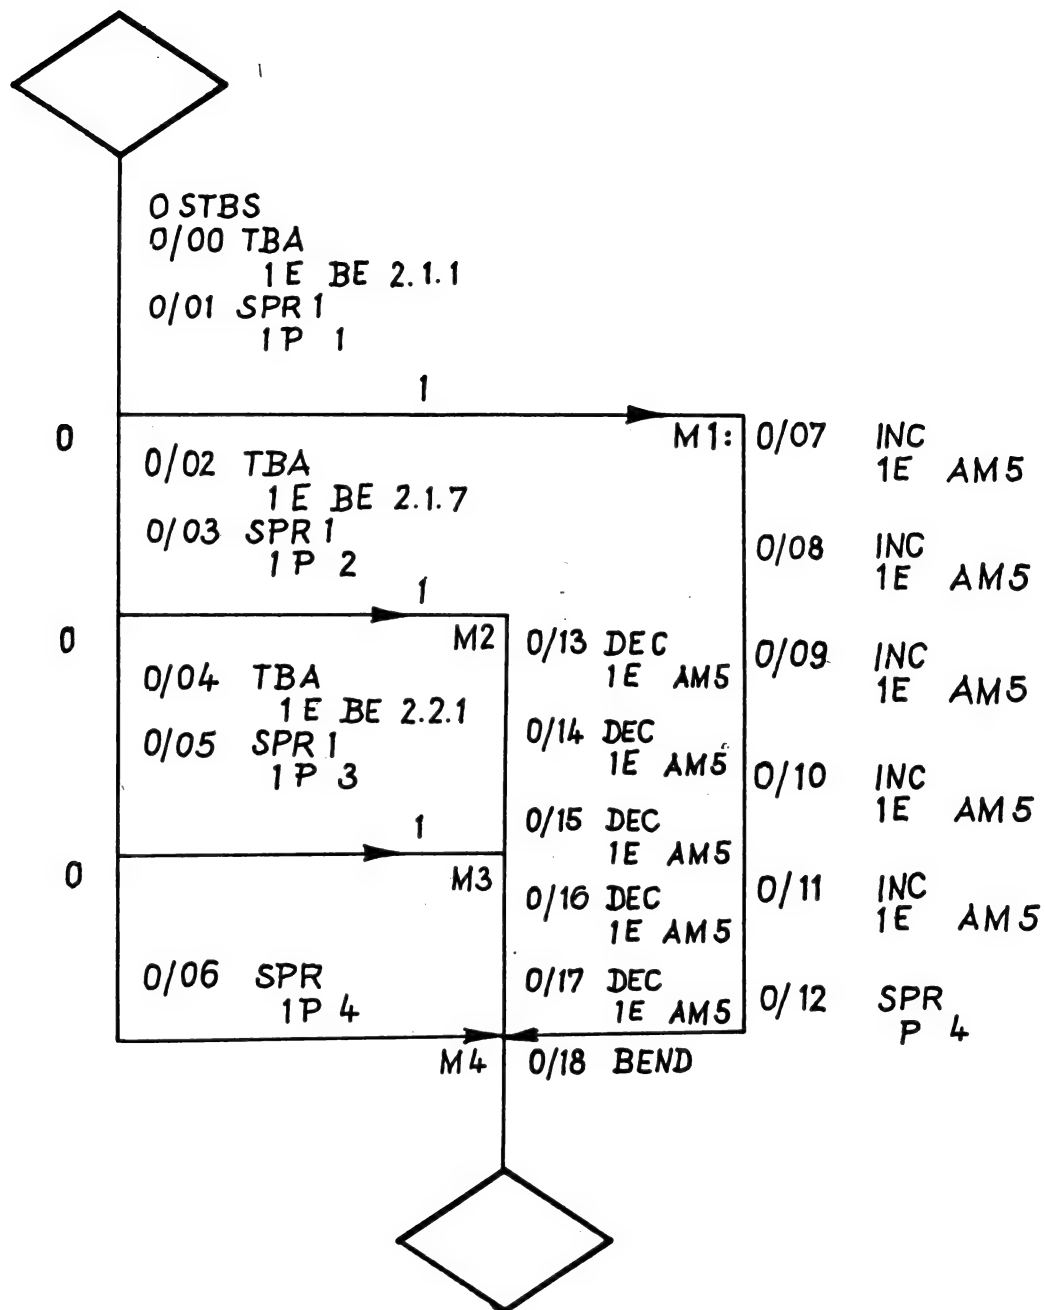 0 STBS
0/00 TBA
1E BE 2.1.1
0/01 SPR 1
1P 1
1
0
M1:
0/02 TBA
1E BE 2.1.7
0/03 SPR 1
1P 2
1
0
M2
0/04 TBA
1E BE 2.2.1
0/05 SPR 1
1P 3
1
0
M3
0/06 SPR
1P 4
M4
0/13 DEC
1E AM5
0/14 DEC
1E AM5
0/15 DEC
1E AM5
0/16 DEC
1E AM5
0/17 DEC
1E AM5
0/18 BEND
0/07 INC
1E AM5
0/08 INC
1E AM5
0/09 INC
1E AM5
0/10 INC
1E AM5
0/11 INC
1E AM5
0/12 SPR
P 4